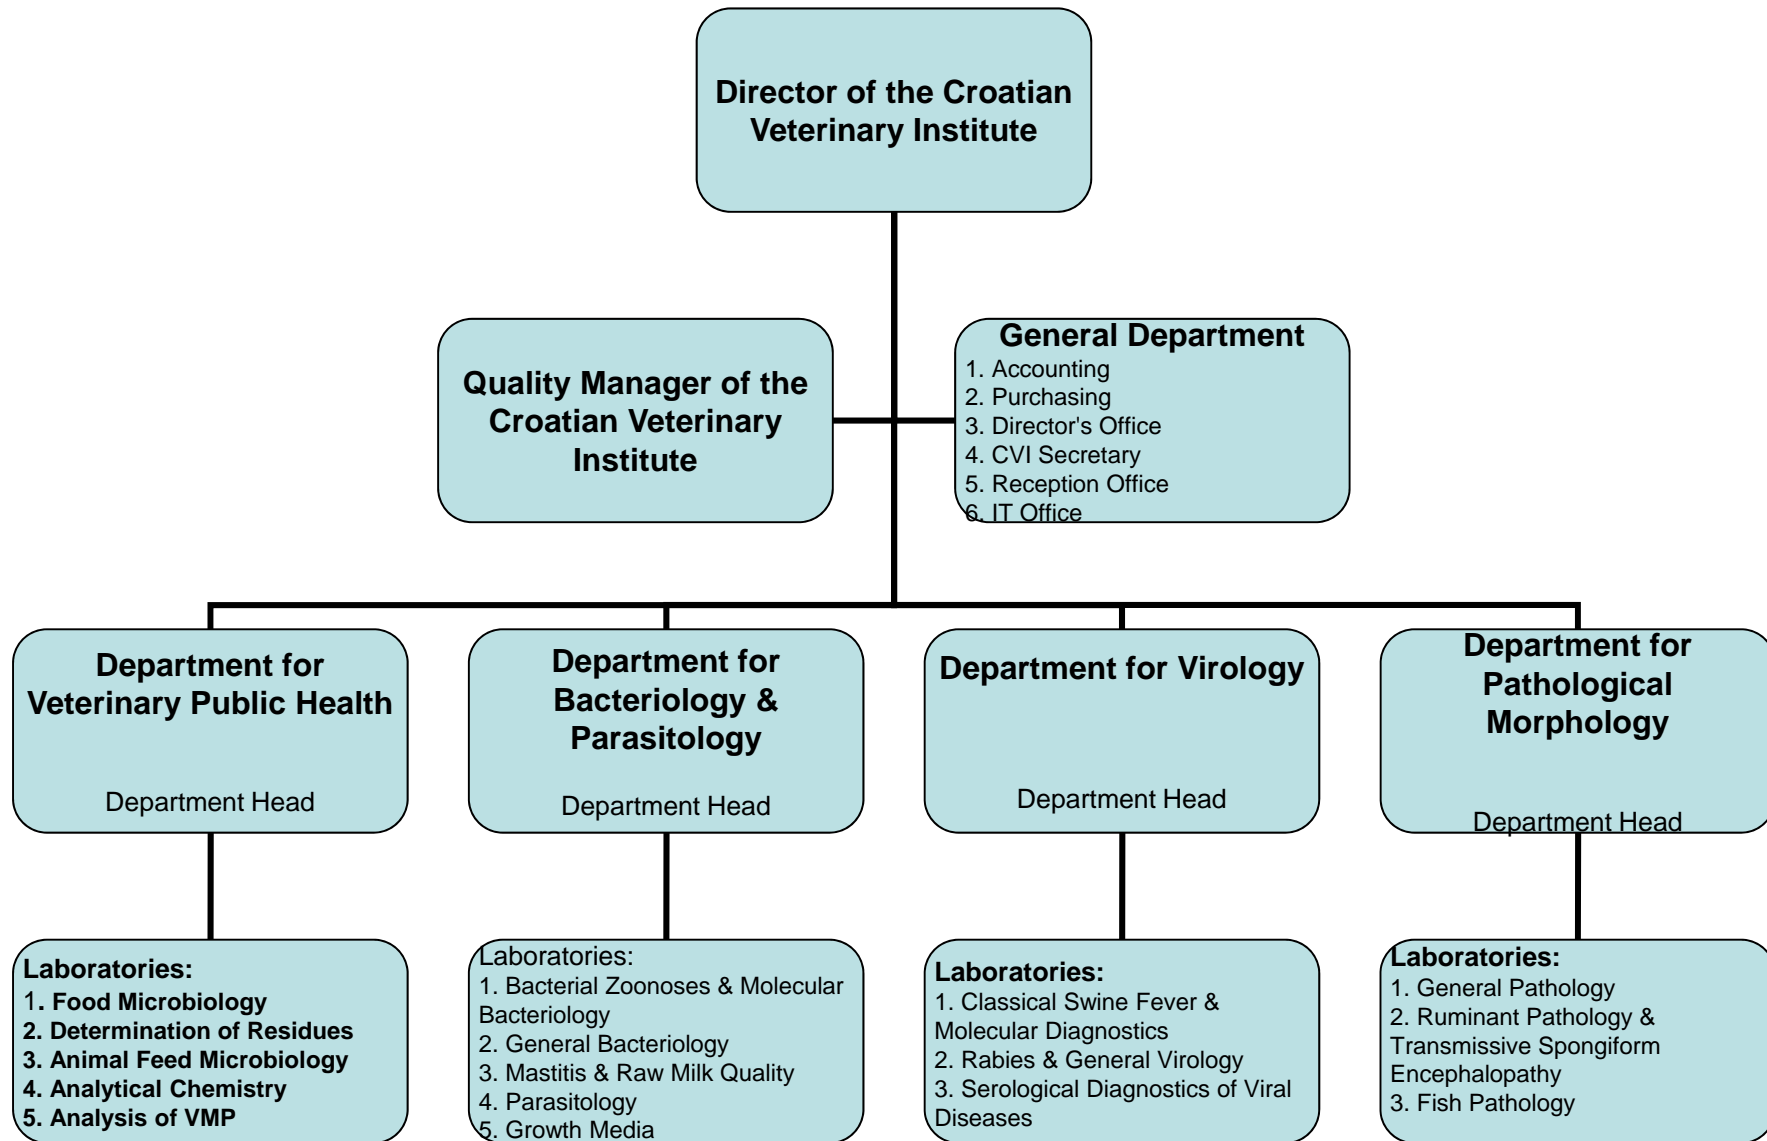 Director of the Croatian
Veterinary Institute
Quality Manager of the
Croatian Veterinary
Institute
General Department
1. Accounting
2. Purchasing
3. Director's Office
4. CVI Secretary
5. Reception Office
6. IT Office
Department for
Veterinary Public Health
Department Head
Department for
Bacteriology &
Parasitology
Department Head
Department for Virology
Department Head
Department for
Pathological
Morphology
Department Head
Laboratories:
1. Food Microbiology
2. Determination of Residues
3. Animal Feed Microbiology
4. Analytical Chemistry
5. Analysis of VMP
Laboratories:
1. Bacterial Zoonoses & Molecular
Bacteriology
2. General Bacteriology
3. Mastitis & Raw Milk Quality
4. Parasitology
5. Growth Media
Laboratories:
1. Classical Swine Fever &
Molecular Diagnostics
2. Rabies & General Virology
3. Serological Diagnostics of Viral
Diseases
Laboratories:
1. General Pathology
2. Ruminant Pathology &
Transmissive Spongiform
Encephalopathy
3. Fish Pathology